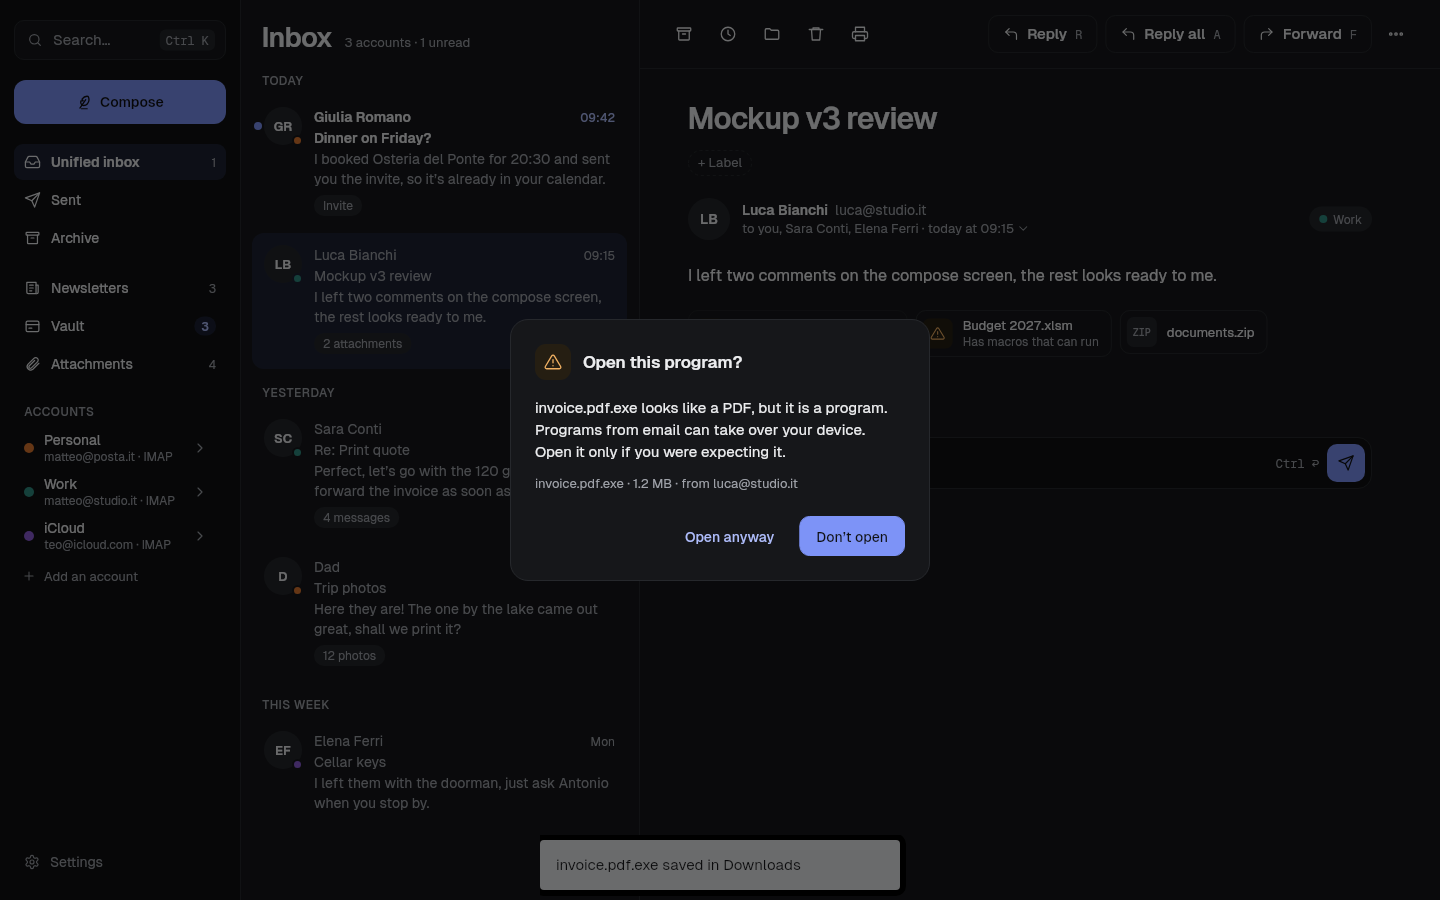 Search...
Ctrl K
Compose
Unified inbox 1
Sent
Archive
Newsletters 3
Vault 3
Attachments 4
ACCOUNTS
Personal
matteo@posta.it · IMAP
Work
matteo@studio.it · IMAP
iCloud
teo@icloud.com · IMAP
+ Add an account
Settings
Inbox 3 accounts · 1 unread
TODAY
GR
Giulia Romano 09:42
Dinner on Friday?
I booked Osteria del Ponte for 20:30 and sent
you the invite, so it's already in your calendar.
Invite
LB
Luca Bianchi 09:15
Mockup v3 review
I left two comments on the compose screen,
the rest looks ready to me.
2 attachments
YESTERDAY
SC
Sara Conti
Re: Print quote
Perfect, let's go with the 120 g
forward the invoice as soon as
4 messages
D
Dad
Trip photos
Here they are! The one by the lake came out
great, shall we print it?
12 photos
THIS WEEK
EF
Elena Ferri Mon
Cellar keys
I left them with the doorman, just ask Antonio
when you stop by.
Reply R
Reply all A
Forward F
Mockup v3 review
+ Label
LB
Luca Bianchi luca@studio.it
to you, Sara Conti, Elena Ferri · today at 09:15
Work
I left two comments on the compose screen, the rest looks ready to me.
Budget 2027.xlsm
Has macros that can run
ZIP
documents.zip
Ctrl
Open this program?
invoice.pdf.exe looks like a PDF, but it is a program.
Programs from email can take over your device.
Open it only if you were expecting it.
invoice.pdf.exe · 1.2 MB · from luca@studio.it
Open anyway
Don't open
invoice.pdf.exe saved in Downloads